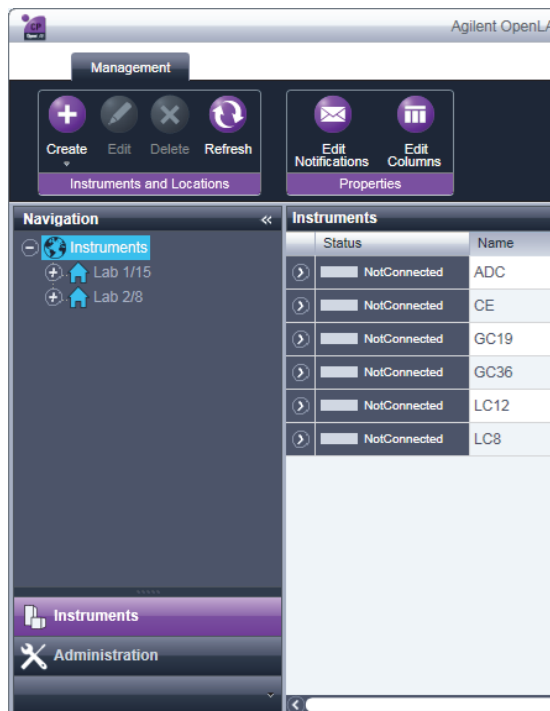 CP
Agilent OpenLA
Management
Create Edit Delete Refresh
Edit Notifications
Edit Columns
Instruments and Locations
Properties
Navigation
Instruments
Lab 1/15
Lab 2/8
Instruments
Administration
Instruments
Status Name
NotConnected ADC
NotConnected CE
NotConnected GC19
NotConnected GC36
NotConnected LC12
NotConnected LC8